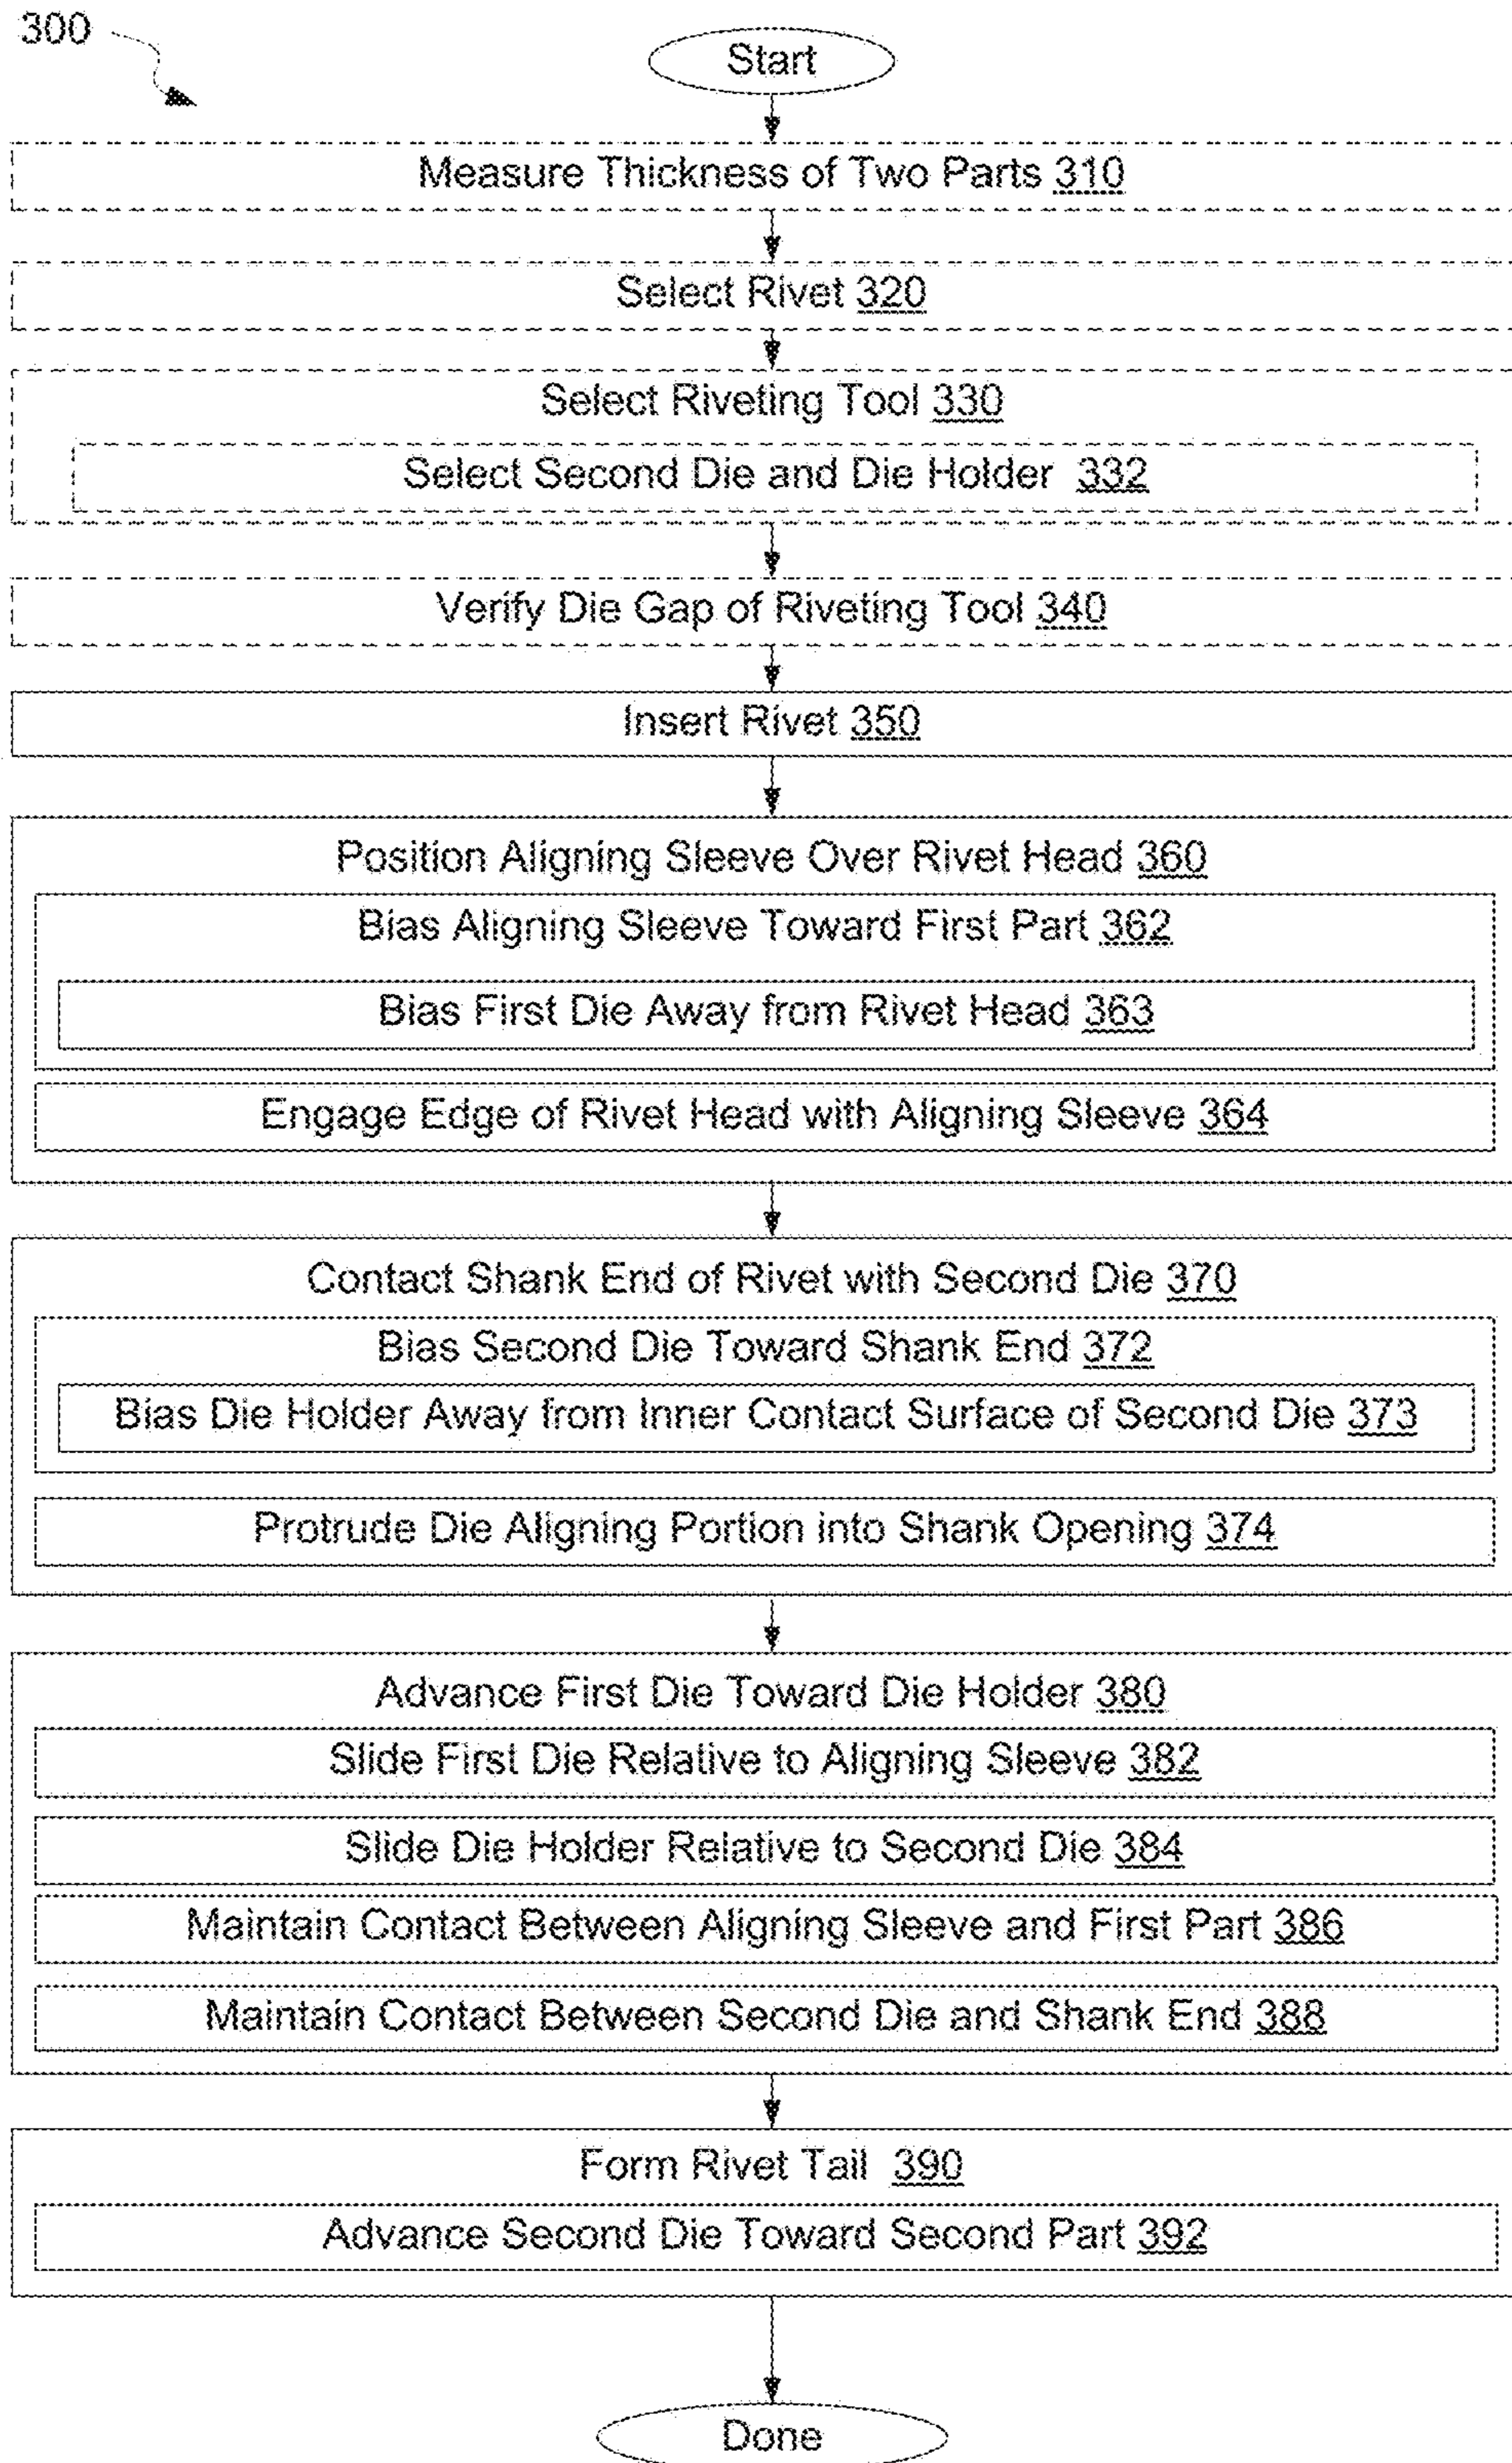 300
Start
Measure Thickness of Two Parts 310
Select Rivet 320
Select Riveting Tool 330
Select Second Die and Die Holder 332
Verify Die Gap of Riveting Tool 340
Insert Rivet 350
Position Aligning Sleeve Over Rivet Head 360
Bias Aligning Sleeve Toward First Part 362
Bias First Die Away from Rivet Head 363
Engage Edge of Rivet Head with Aligning Sleeve 364
Contact Shank End of Rivet with Second Die 370
Bias Second Die Toward Shank End 372
Bias Die Holder Away from Inner Contact Surface of Second Die 373
Protrude Die Aligning Portion into Shank Opening 374
Advance First Die Toward Die Holder 380
Slide First Die Relative to Aligning Sleeve 382
Slide Die Holder Relative to Second Die 384
Maintain Contact Between Aligning Sleeve and First Part 386
Maintain Contact Between Second Die and Shank End 388
Form Rivet Tail 390
Advance Second Die Toward Second Part 392
Done